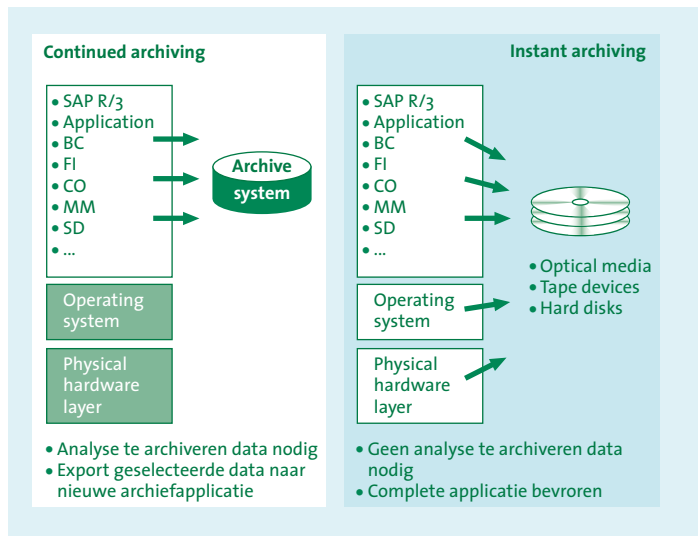 Continued archiving
• SAP R/3
• Application
• BC
• FI
• CO
• MM
• SD
• ...
Archive
system
Operating
system
Physical
hardware
layer
• Analyse te archiveren data nodig
• Export geselecteerde data naar
nieuwe archiefapplicatie
Instant archiving
• SAP R/3
• Application
• BC
• FI
• CO
• MM
• SD
• ...
• Optical media
• Tape devices
• Hard disks
Operating
system
Physical
hardware
layer
• Geen analyse te archiveren data
nodig
• Complete applicatie bevroren